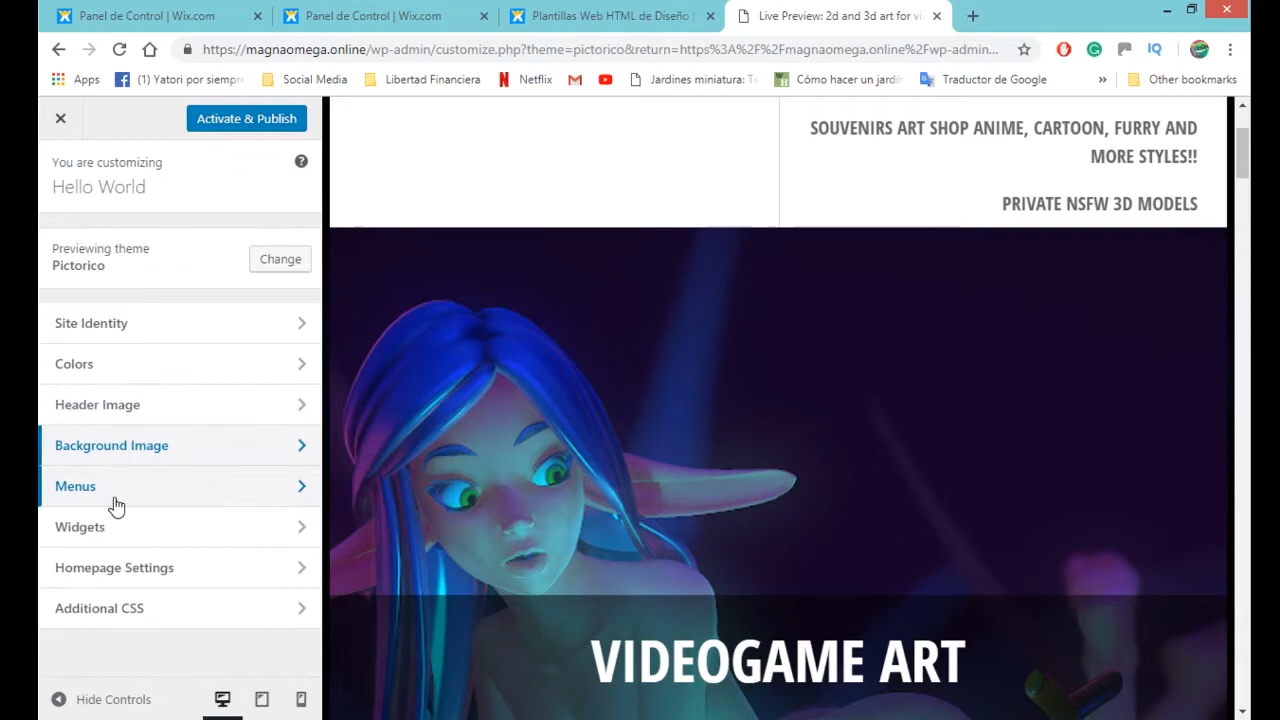 Panel de Control | Wix.com
Panel de Control | Wix.com
Plantillas Web HTML de Diseño |
Live Preview: 2d and 3d art for vi
https://magnaomega.online/wp-admin/customize.php?theme=pictorico&return=https%3A%2F%2Fmagnaomega.online%2Fwp-admin...
IQ
Apps
(1) Yatori por siempre
Social Media
Libertad Financiera
Netflix
Jardines miniatura: Te
Cómo hacer un jardí
Traductor de Google
»
Other bookmarks
Activate & Publish
You are customizing
Hello World
Previewing theme
Pictorico
Change
Site Identity
Colors
Header Image
Background Image
Menus
Widgets
Homepage Settings
Additional CSS
Hide Controls
SOUVENIRS ART SHOP ANIME, CARTOON, FURRY AND
MORE STYLES!!
PRIVATE NSFW 3D MODELS
VIDEOGAME ART